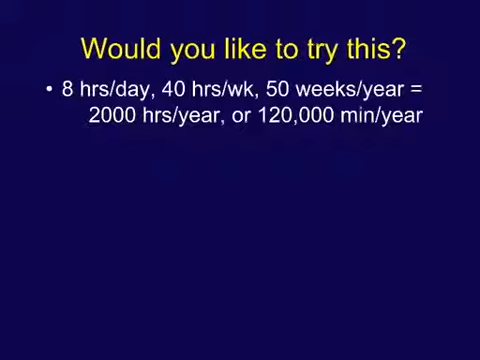 Would you like to try this?
• 8 hrs/day, 40 hrs/wk, 50 weeks/year =
2000 hrs/year, or 120,000 min/year